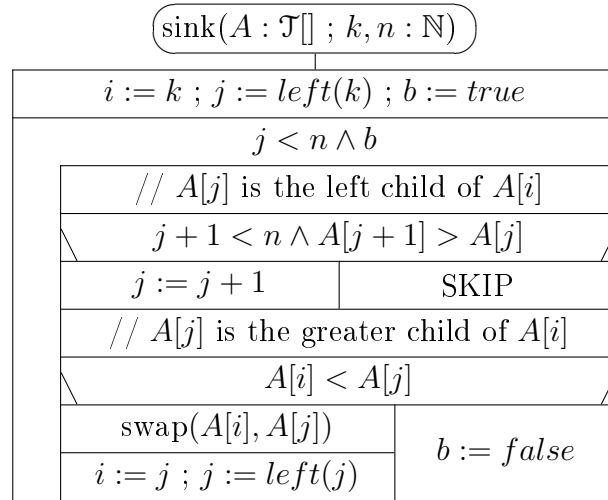 sink(A : 𝒯[] ; k, n : ℕ)
i := k ; j := left(k) ; b := true
j < n ∧ b
// A[j] is the left child of A[i]
j + 1 < n ∧ A[j + 1] > A[j]
j := j + 1 SKIP
// A[j] is the greater child of A[i]
A[i] < A[j]
swap(A[i], A[j])
b := false
i := j ; j := left(j)